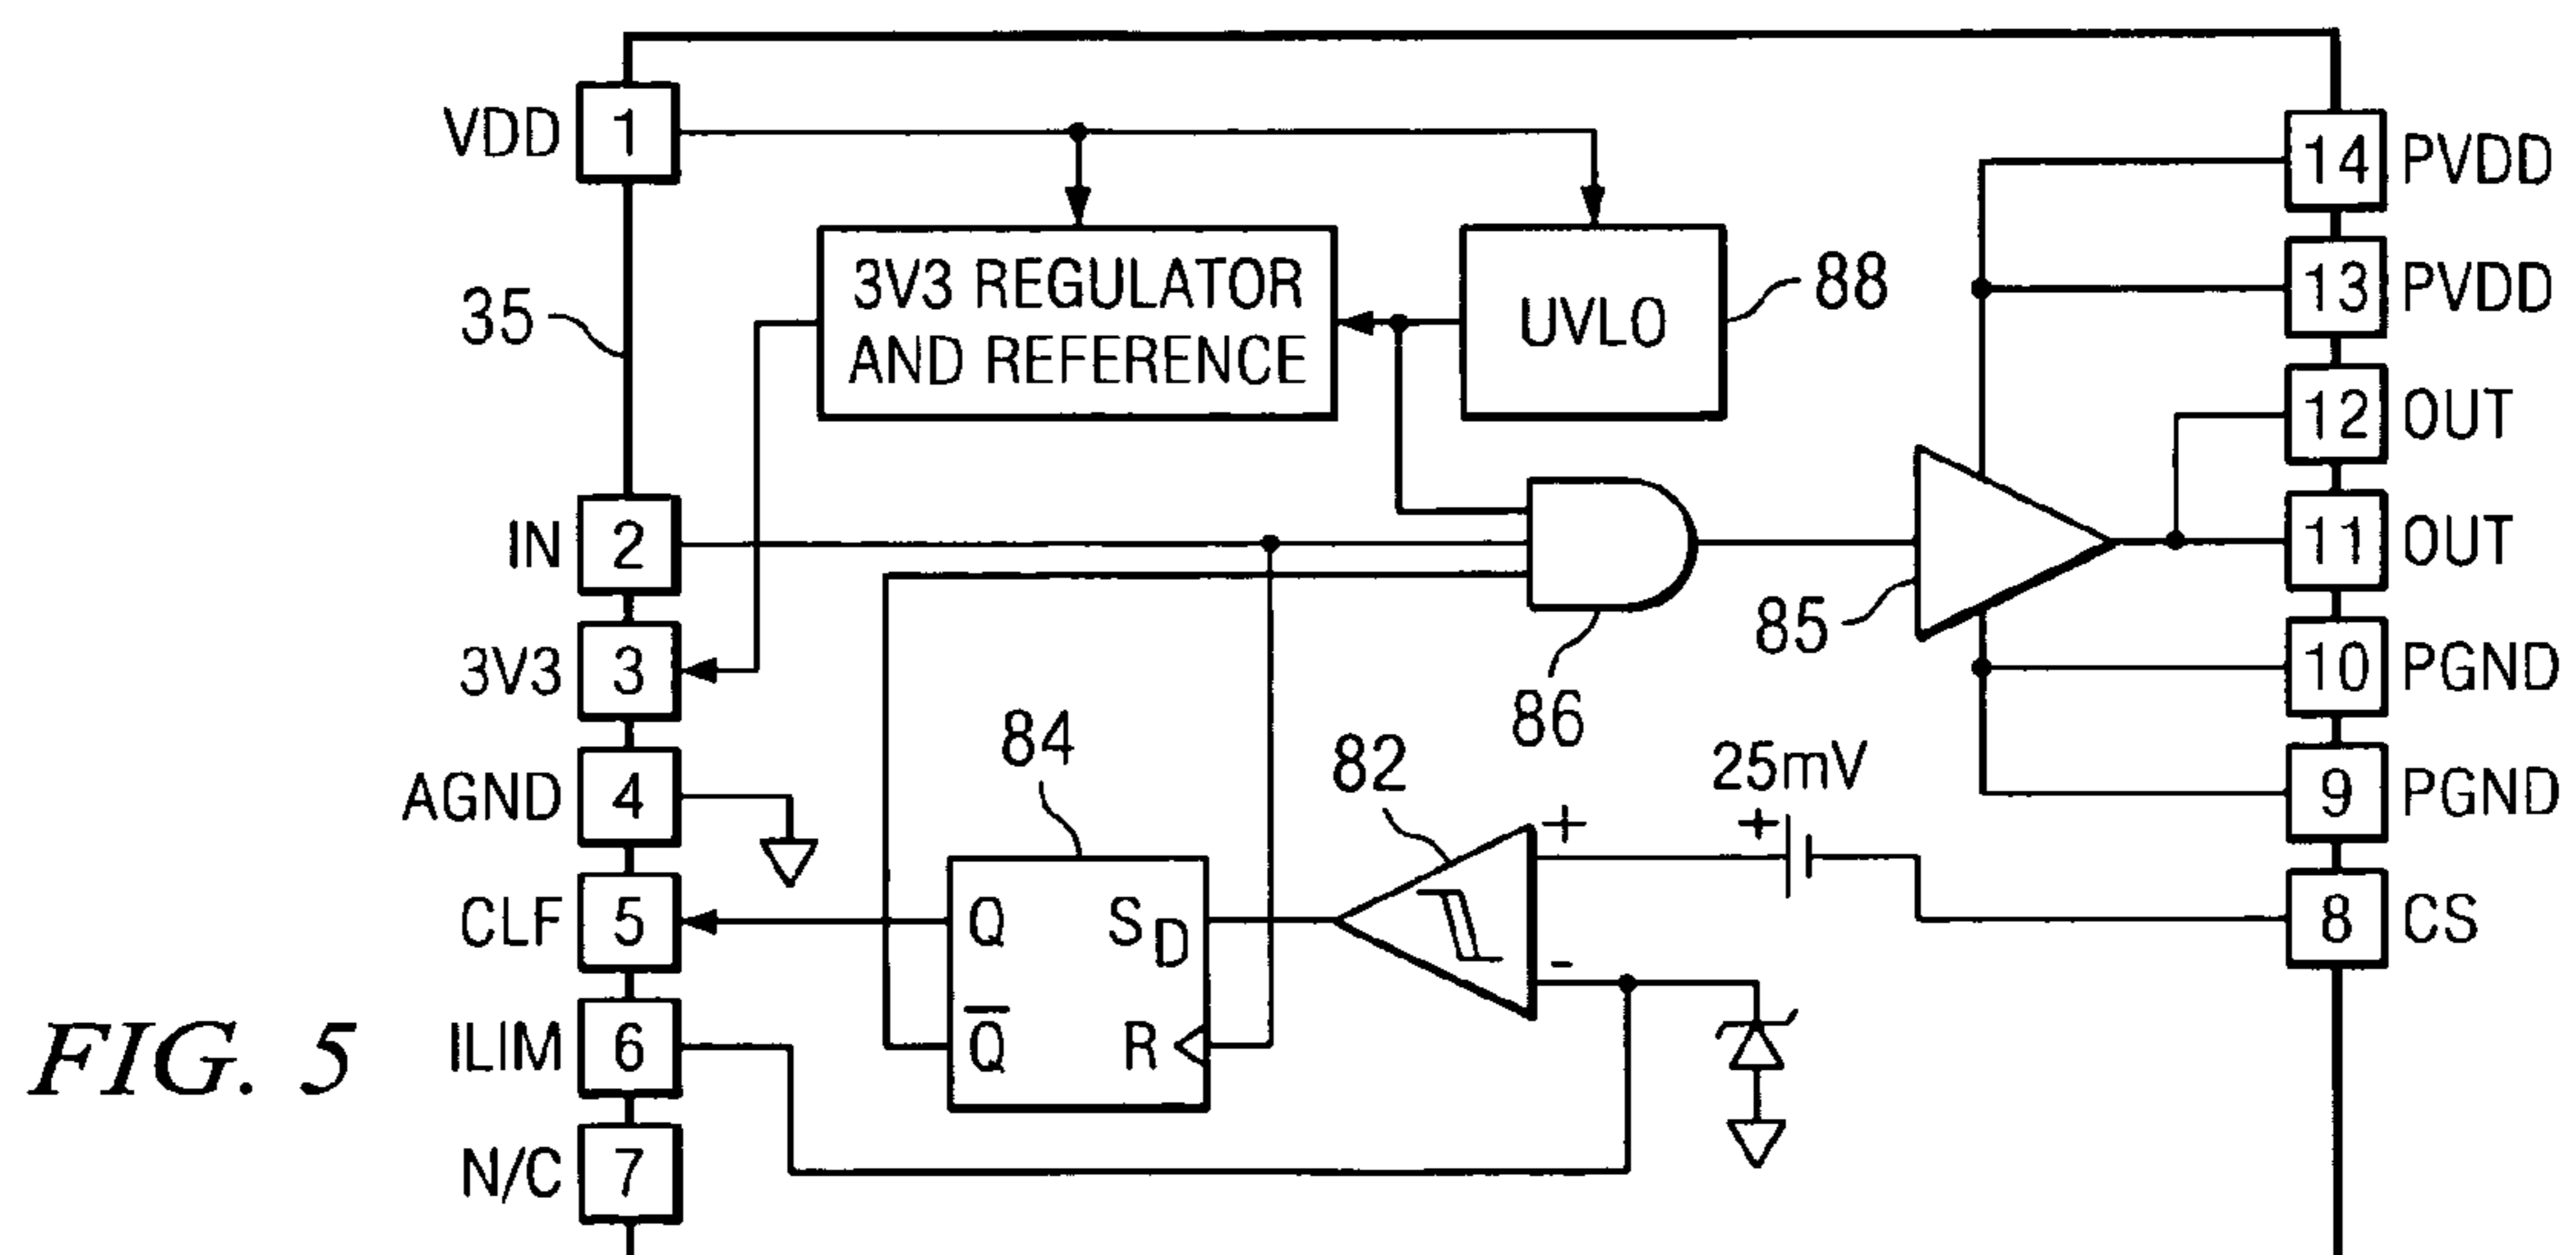 VDD 1
35
3V3 REGULATOR
AND REFERENCE
UVLO
88
14 PVDD
13 PVDD
12 OUT
11 OUT
10 PGND
9 PGND
8 CS
IN 2
3V3 3
AGND 4
CLF 5
ILIM 6
N/C 7
86
85
84
82
25mV
+
+
-
Q
S D
Q̅
R
FIG. 5